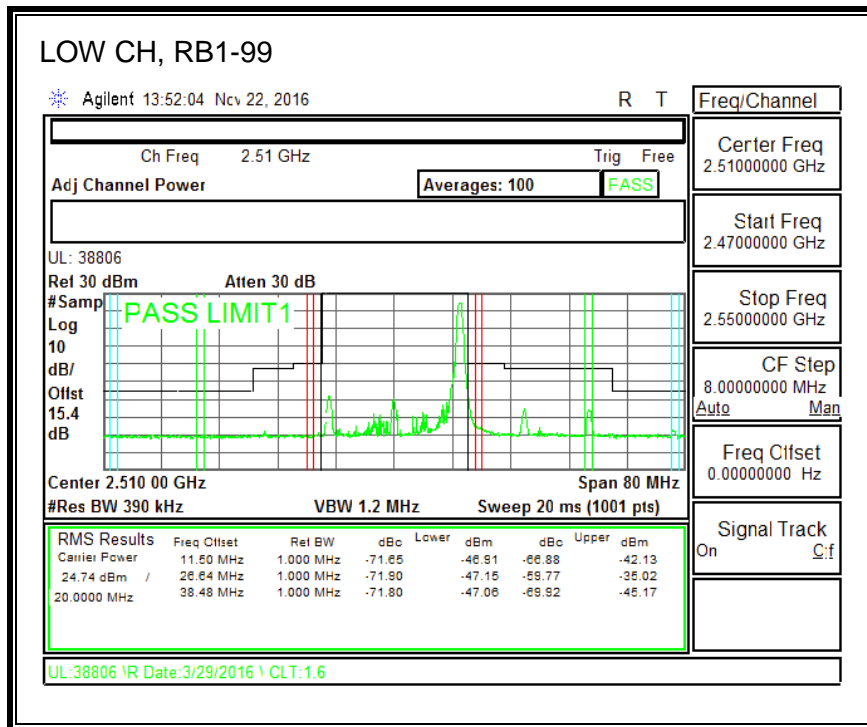 LOW CH, RB1-99
Agilent 13:52:04 Nov 22, 2016 R T
Freq/Channel
Ch Freq 2.51 GHz Trig Free
Adj Channel Power Averages: 100 PASS
Center Freq
2.51000000 GHz
Start Freq
2.47000000 GHz
Stop Freq
2.55000000 GHz
CF Step
8.00000000 MHz
Auto Man
Freq Offset
0.00000000 Hz
Signal Track
On Off
UL: 38806
Ref 30 dBm Atten 30 dB
#Samp
Log
10
dB/
Offst
15.4
dB
PASS LIMIT1
Center 2.510 00 GHz Span 80 MHz
#Res BW 390 kHz VBW 1.2 MHz Sweep 20 ms (1001 pts)
RMS Results Freq Offset Ref BW dBc Lower dBm dBc Upper dBm
Carrier Power 11.50 MHz 1.000 MHz -71.65 -46.91 -66.88 -42.13
24.74 dBm / 26.64 MHz 1.000 MHz -71.90 -47.15 -35.02
20.0000 MHz 38.48 MHz 1.000 MHz -71.80 -47.06 -69.92 -45.17
UL:38806 \R Date:3/29/2016 \ CLT:1.6